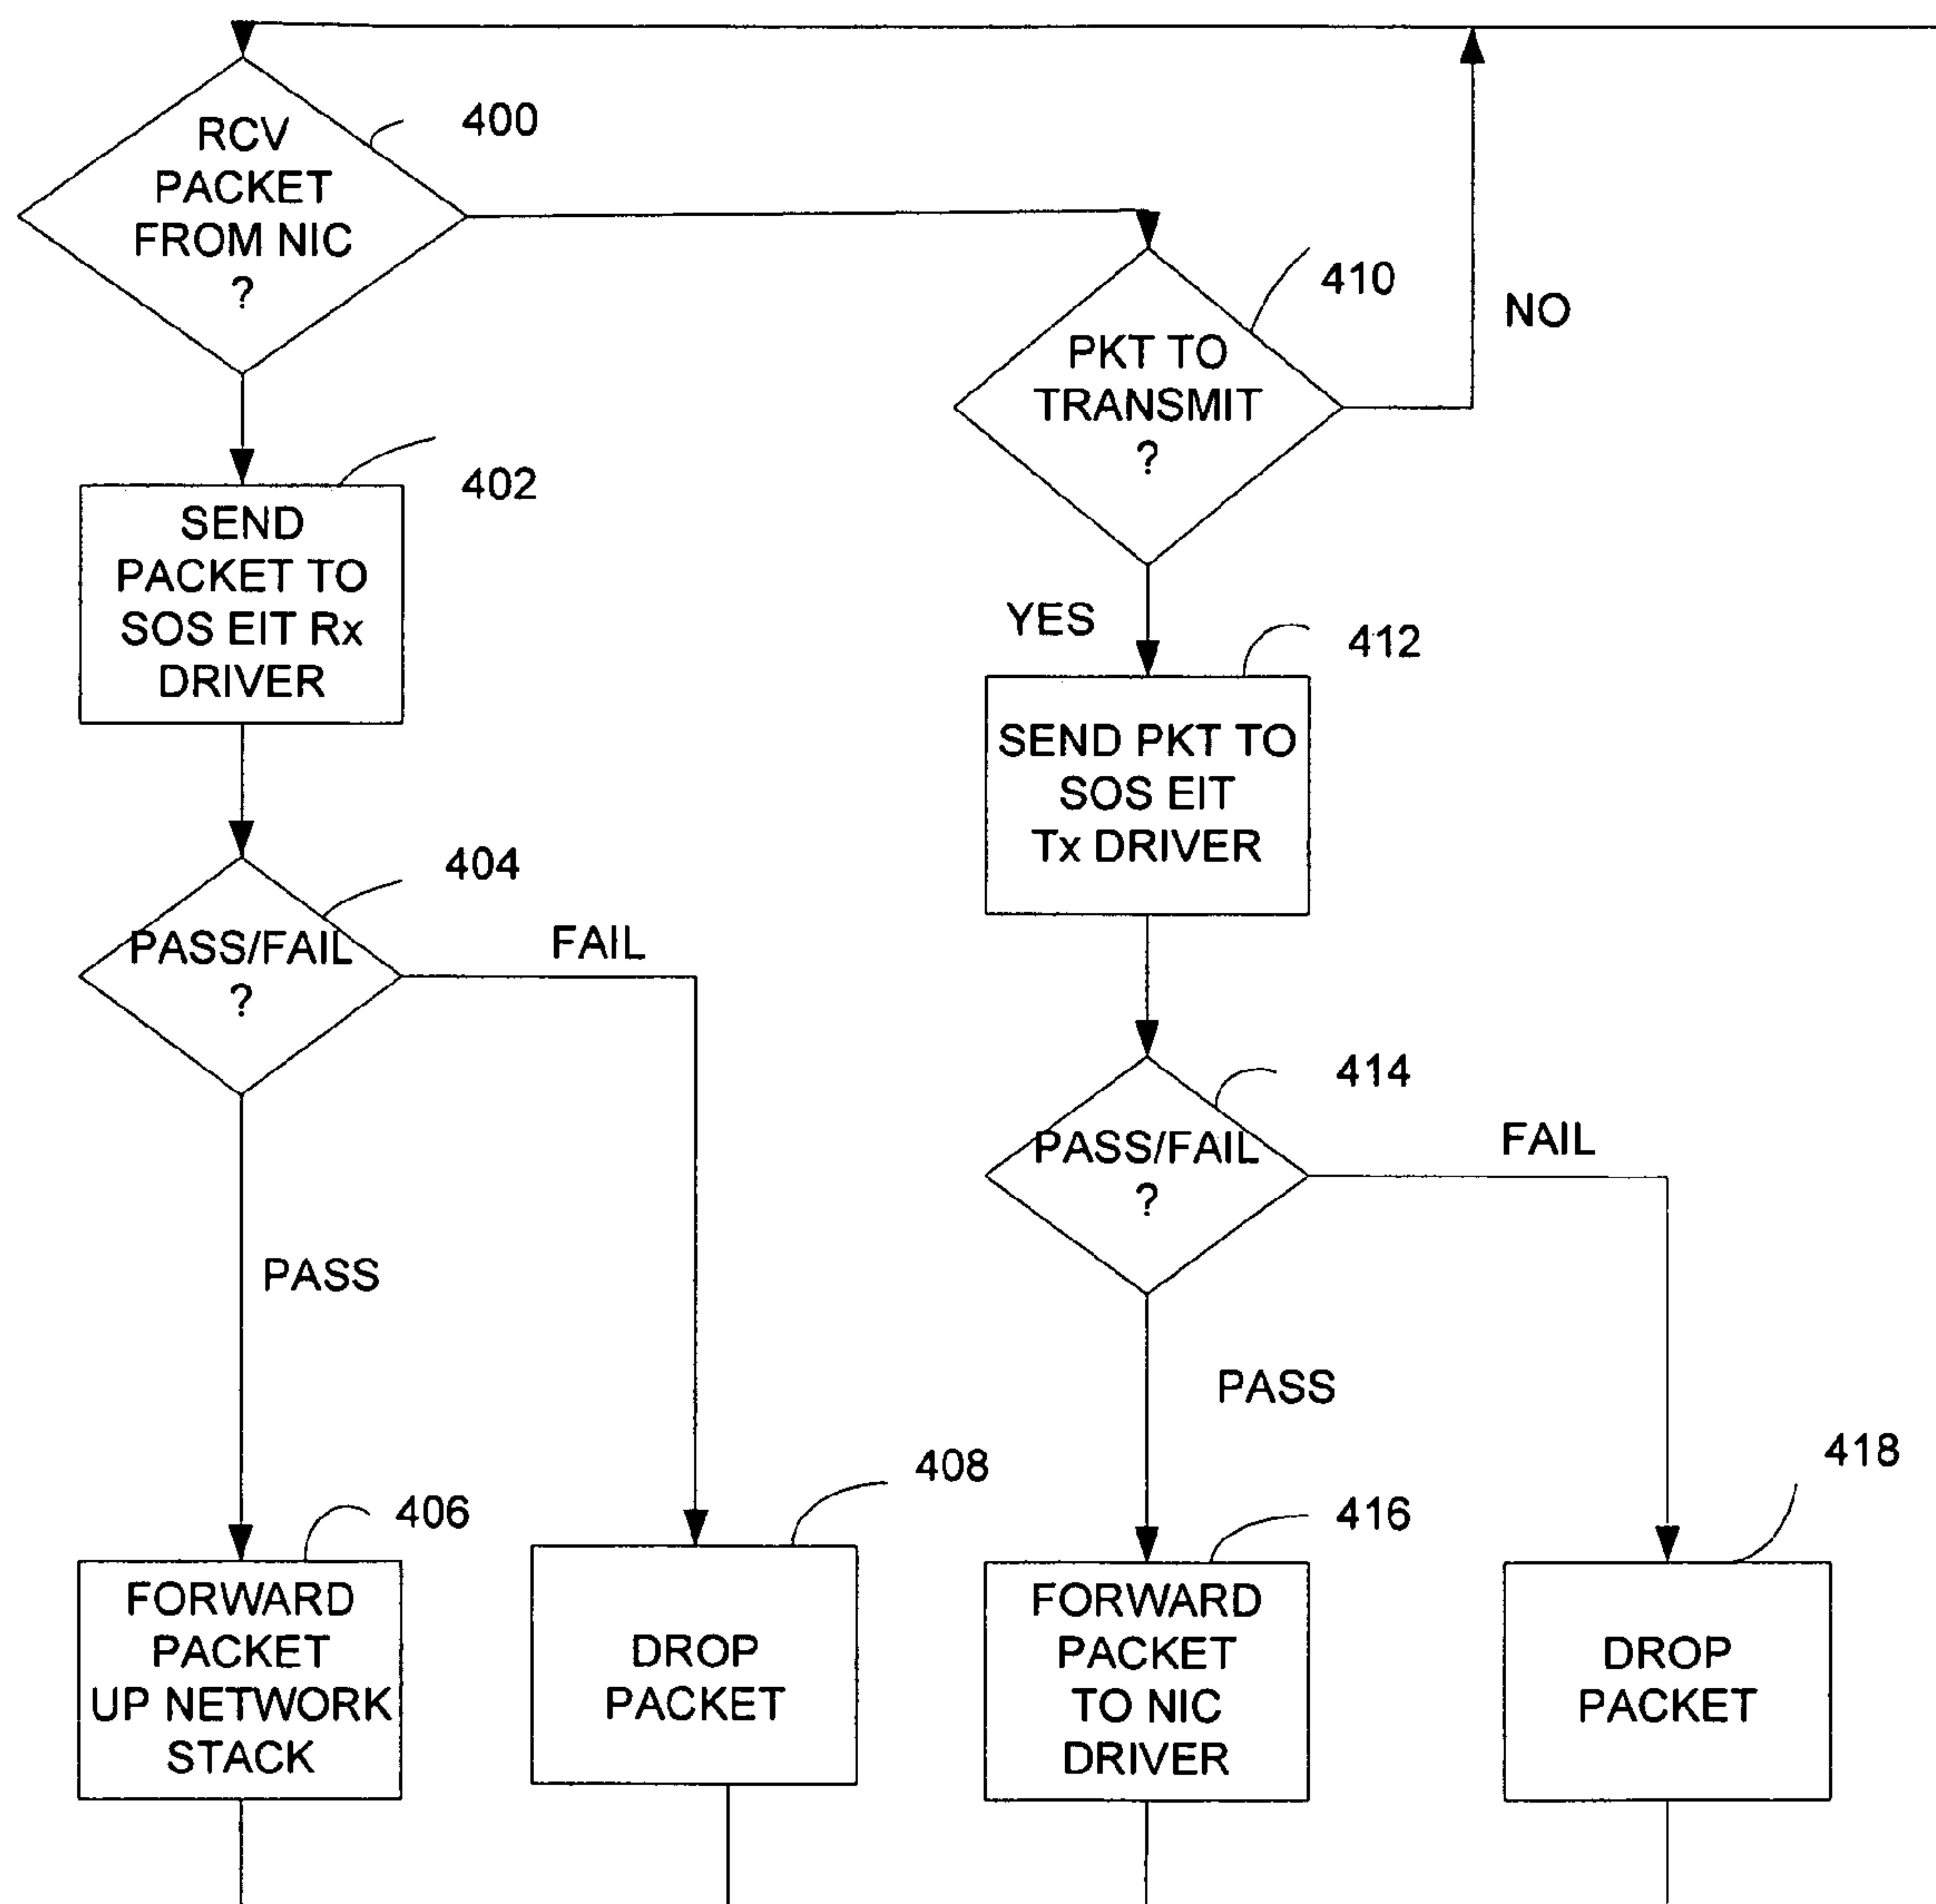 RCV
PACKET
FROM NIC
?
400
402
SEND
PACKET TO
SOS EIT Rx
DRIVER
404
PASS/FAIL
?
FAIL
PASS
406
FORWARD
PACKET
UP NETWORK
STACK
408
DROP
PACKET
410
PKT TO
TRANSMIT
?
NO
YES
412
SEND PKT TO
SOS EIT
Tx DRIVER
414
PASS/FAIL
?
FAIL
PASS
416
FORWARD
PACKET
TO NIC
DRIVER
418
DROP
PACKET